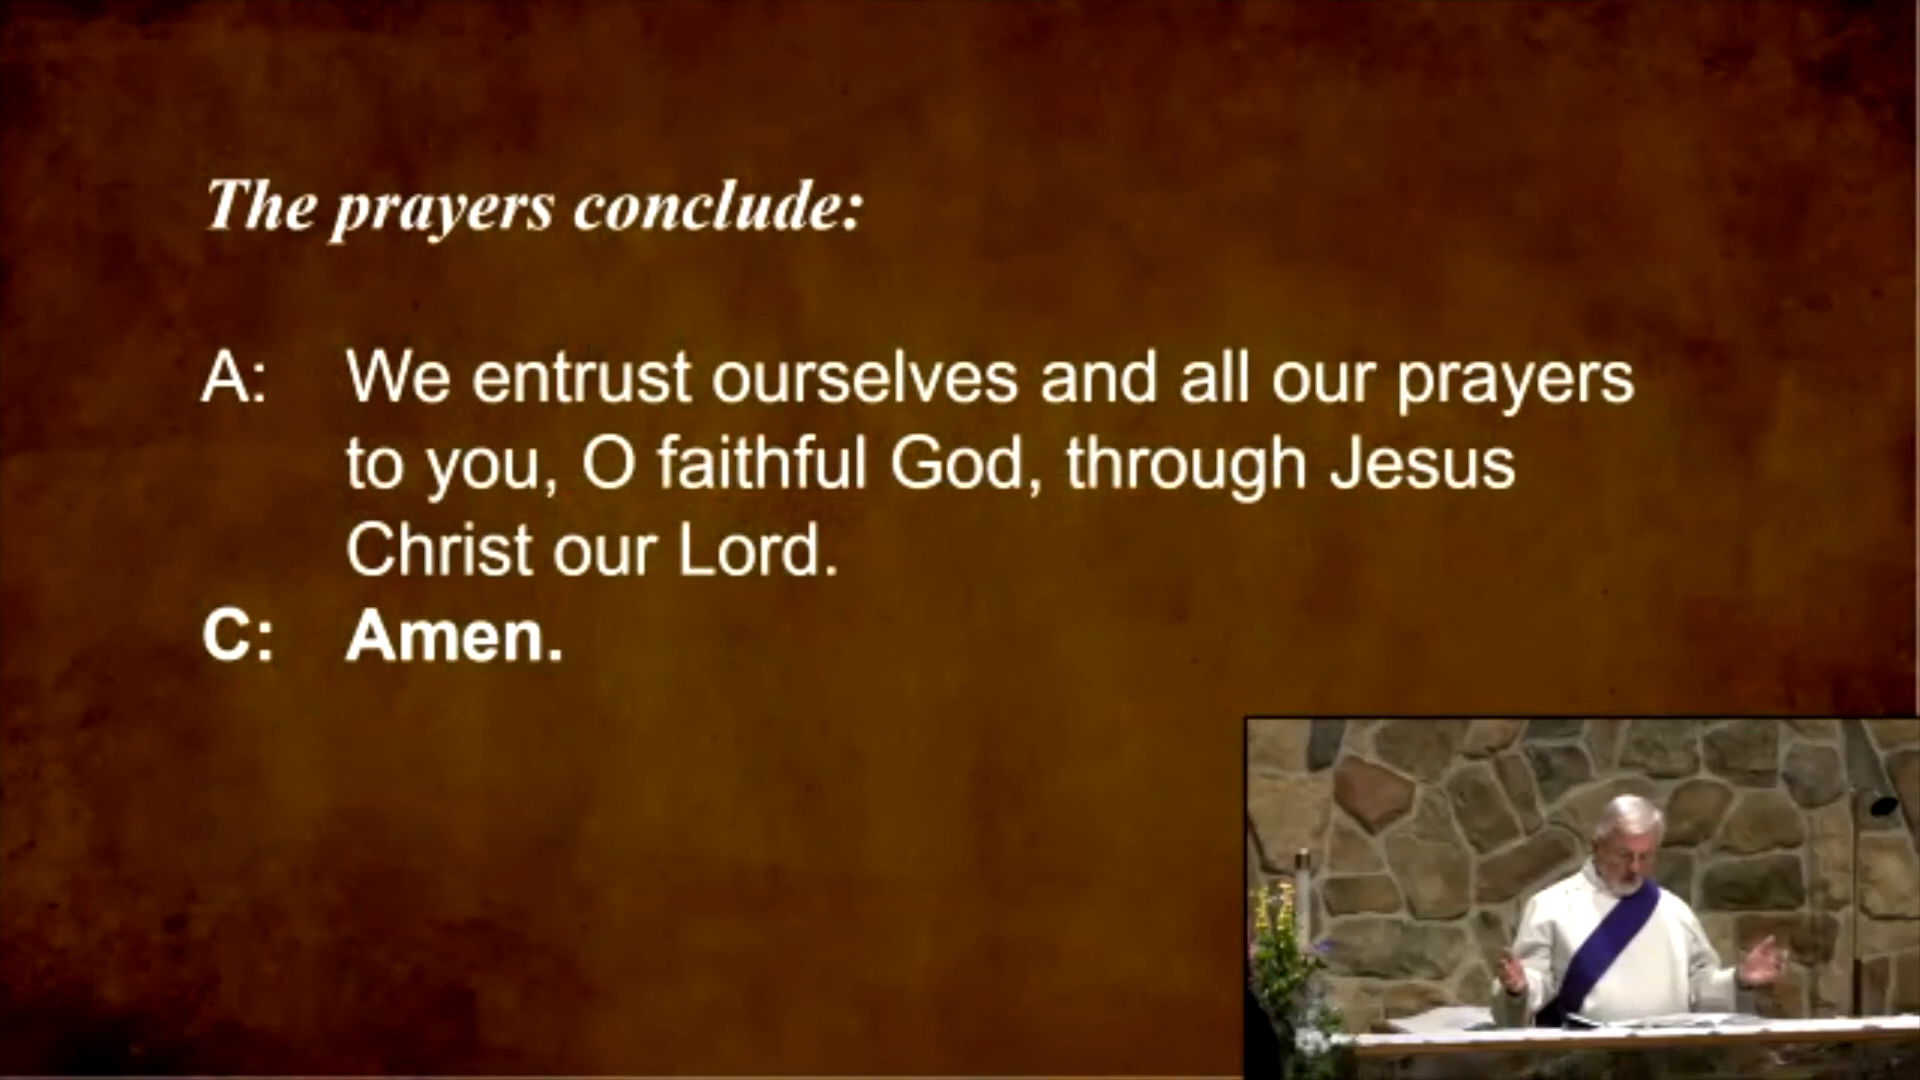 The prayers conclude:
A: We entrust ourselves and all our prayers
to you, O faithful God, through Jesus
Christ our Lord.
C: Amen.